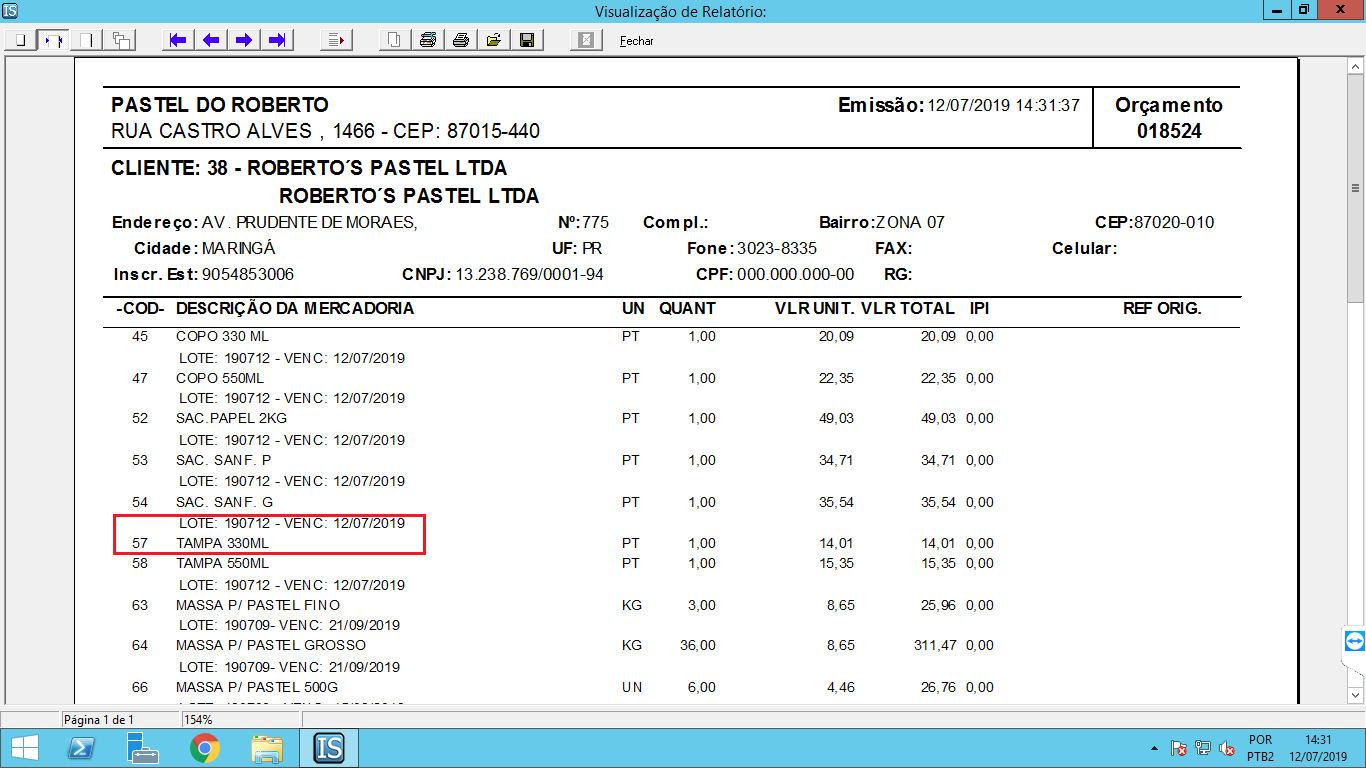 IS Visualização de Relatório:
Fechar
PASTEL DO ROBERTO Emissão: 12/07/2019 14:31:37 Orçamento
RUA CASTRO ALVES , 1466 - CEP: 87015-440 018524
CLIENTE: 38 - ROBERTO´S PASTEL LTDA
ROBERTO´S PASTEL LTDA
Endereço: AV. PRUDENTE DE MORAES, Nº: 775 Compl.: Bairro: ZONA 07 CEP: 87020-010
Cidade: MARINGÁ UF: PR Fone: 3023-8335 FAX: Celular:
Inscr. Est: 9054853006 CNPJ: 13.238.769/0001-94 CPF: 000.000.000-00 RG:
-COD- DESCRIÇÃO DA MERCADORIA UN QUANT VLR UNIT. VLR TOTAL IPI REF ORIG.
45 COPO 330 ML PT 1,00 20,09 20,09 0,00
LOTE: 190712 - VENC: 12/07/2019
47 COPO 550ML PT 1,00 22,35 22,35 0,00
LOTE: 190712 - VENC: 12/07/2019
52 SAC.PAPEL 2KG PT 1,00 49,03 49,03 0,00
LOTE: 190712 - VENC: 12/07/2019
53 SAC. SANF. P PT 1,00 34,71 34,71 0,00
LOTE: 190712 - VENC: 12/07/2019
54 SAC. SANF. G PT 1,00 35,54 35,54 0,00
LOTE: 190712 - VENC: 12/07/2019
57 TAMPA 330ML PT 1,00 14,01 14,01 0,00
58 TAMPA 550ML PT 1,00 15,35 15,35 0,00
LOTE: 190712 - VENC: 12/07/2019
63 MASSA P/ PASTEL FINO KG 3,00 8,65 25,96 0,00
LOTE: 190709- VENC: 21/09/2019
64 MASSA P/ PASTEL GROSSO KG 36,00 8,65 311,47 0,00
LOTE: 190709- VENC: 21/09/2019
66 MASSA P/ PASTEL 500G UN 6,00 4,46 26,76 0,00
Página 1 de 1 154%
IS
POR 14:31
PTB2 12/07/2019